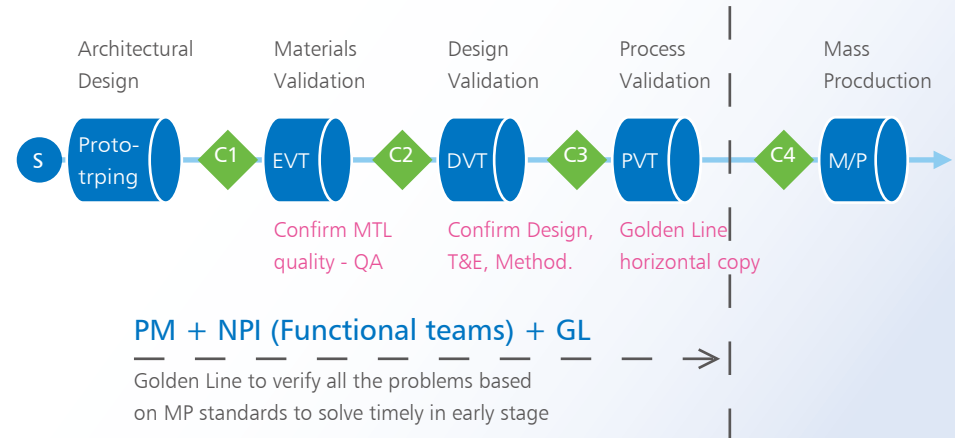 Architectural
Design
Materials
Validation
Design
Validation
Process
Validation
Mass
Procduction
S
Proto-
trping
C1
EVT
C2
DVT
C3
PVT
C4
M/P
Confirm MTL
quality - QA
Confirm Design,
T&E, Method.
Golden Line
horizontal copy
PM + NPI (Functional teams) + GL
Golden Line to verify all the problems based
on MP standards to solve timely in early stage